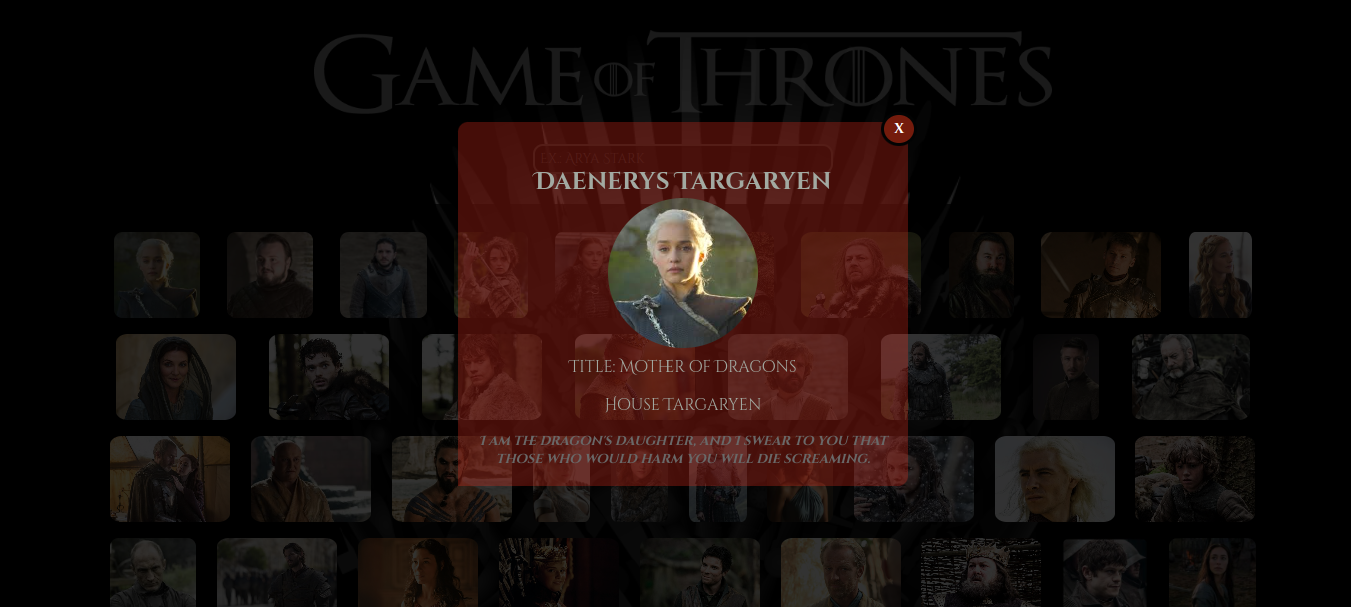 GAME OF THRONES
X
EX: ARYA STARK
DAENERYS TARGARYEN
TITLE: MOTHER OF DRAGONS
HOUSE TARGARYEN
I AM THE DRAGON'S DAUGHTER, AND I SWEAR TO YOU THAT
THOSE WHO WOULD HARM YOU WILL DIE SCREAMING.